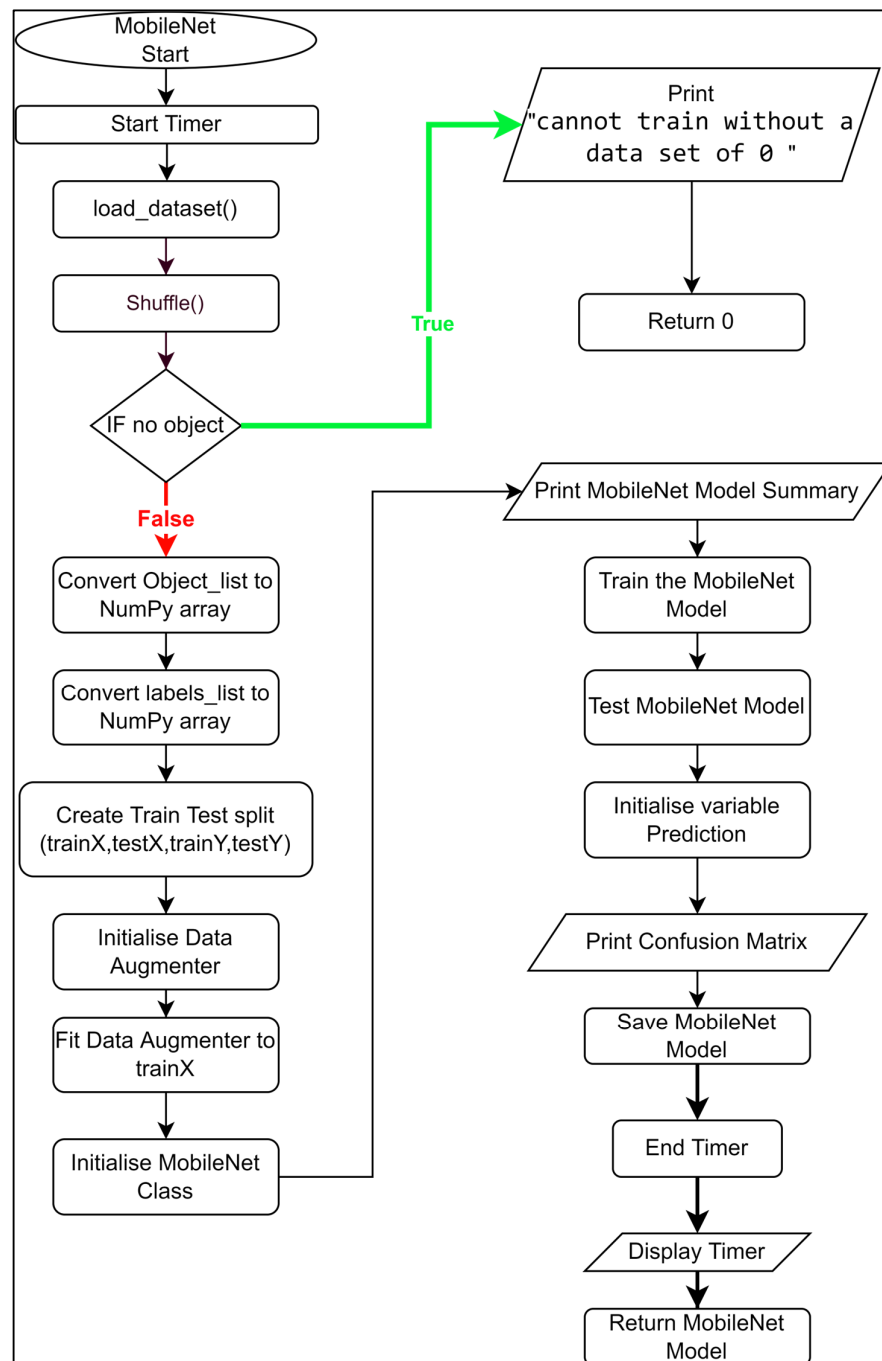 MobileNet
Start
Start Timer
load_dataset()
Shuffle()
IF no object
True
False
Print
"cannot train without a
data set of 0 "
Return 0
Convert Object_list to
NumPy array
Convert labels_list to
NumPy array
Create Train Test split
(trainX,testX,trainY,testY)
Initialise Data
Augmenter
Fit Data Augmenter to
trainX
Initialise MobileNet
Class
Print MobileNet Model Summary
Train the MobileNet
Model
Test MobileNet Model
Initialise variable
Prediction
Print Confusion Matrix
Save MobileNet
Model
End Timer
Display Timer
Return MobileNet
Model